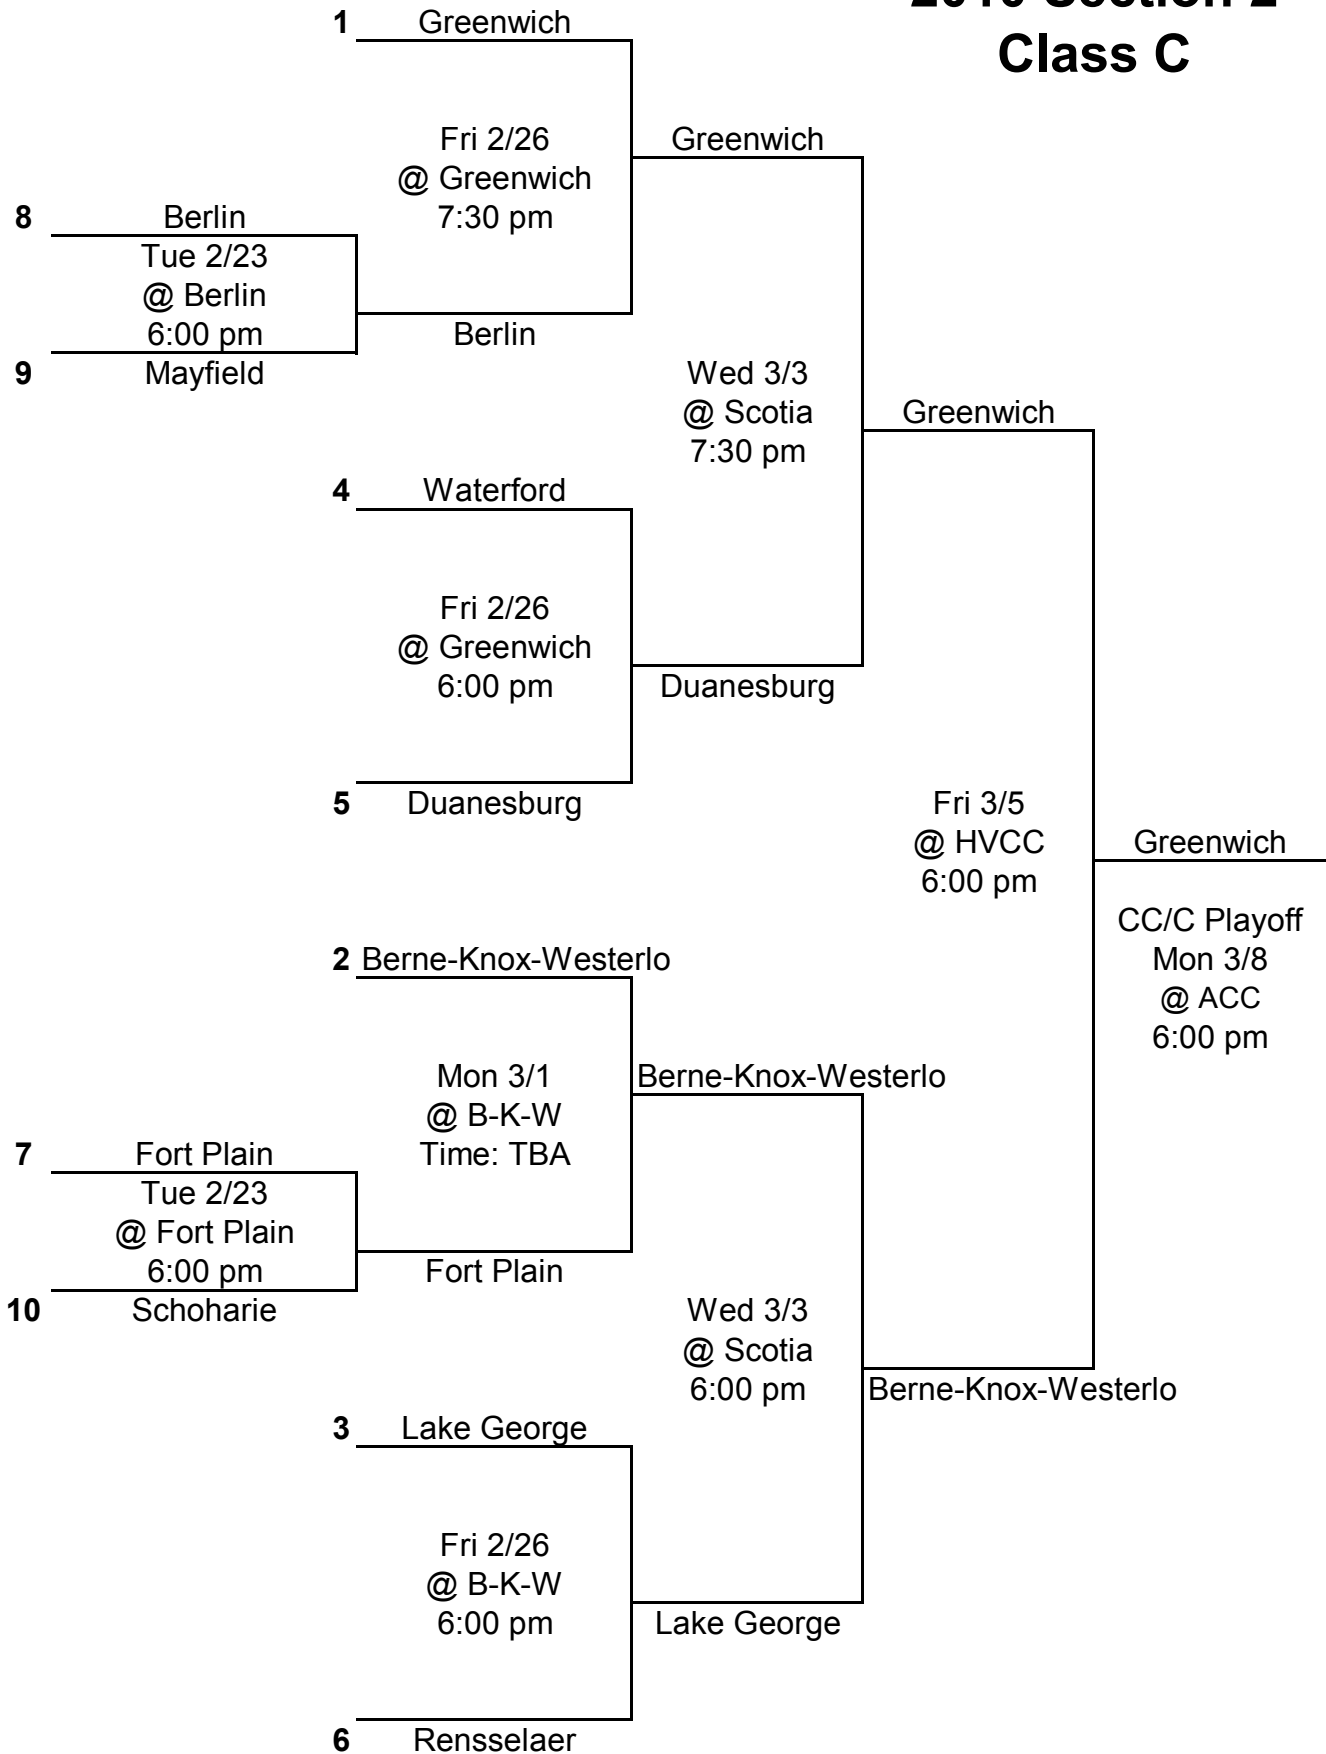 2010 Section 2
Class C
1 Greenwich
Fri 2/26
@ Greenwich
7:30 pm
Greenwich
8 Berlin
Tue 2/23
@ Berlin
6:00 pm
Berlin
9 Mayfield
Wed 3/3
@ Scotia
7:30 pm
Greenwich
4 Waterford
Fri 2/26
@ Greenwich
6:00 pm
Duanesburg
5 Duanesburg
Fri 3/5
@ HVCC
6:00 pm
Greenwich
CC/C Playoff
Mon 3/8
@ ACC
6:00 pm
2 Berne-Knox-Westerlo
Mon 3/1
@ B-K-W
Time: TBA
Berne-Knox-Westerlo
7 Fort Plain
Tue 2/23
@ Fort Plain
6:00 pm
Fort Plain
10 Schoharie
Wed 3/3
@ Scotia
6:00 pm
Berne-Knox-Westerlo
3 Lake George
Fri 2/26
@ B-K-W
6:00 pm
Lake George
6 Rensselaer